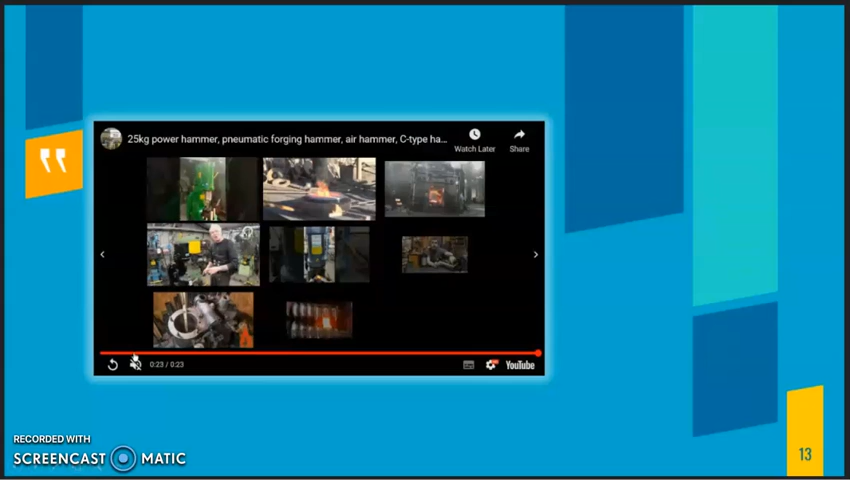 25kg power hammer, pneumatic forging hammer, air hammer, C-type ha...
Watch Later
Share
0:23 / 0:23
YouTube
RECORDED WITH
SCREENCAST MATIC
13